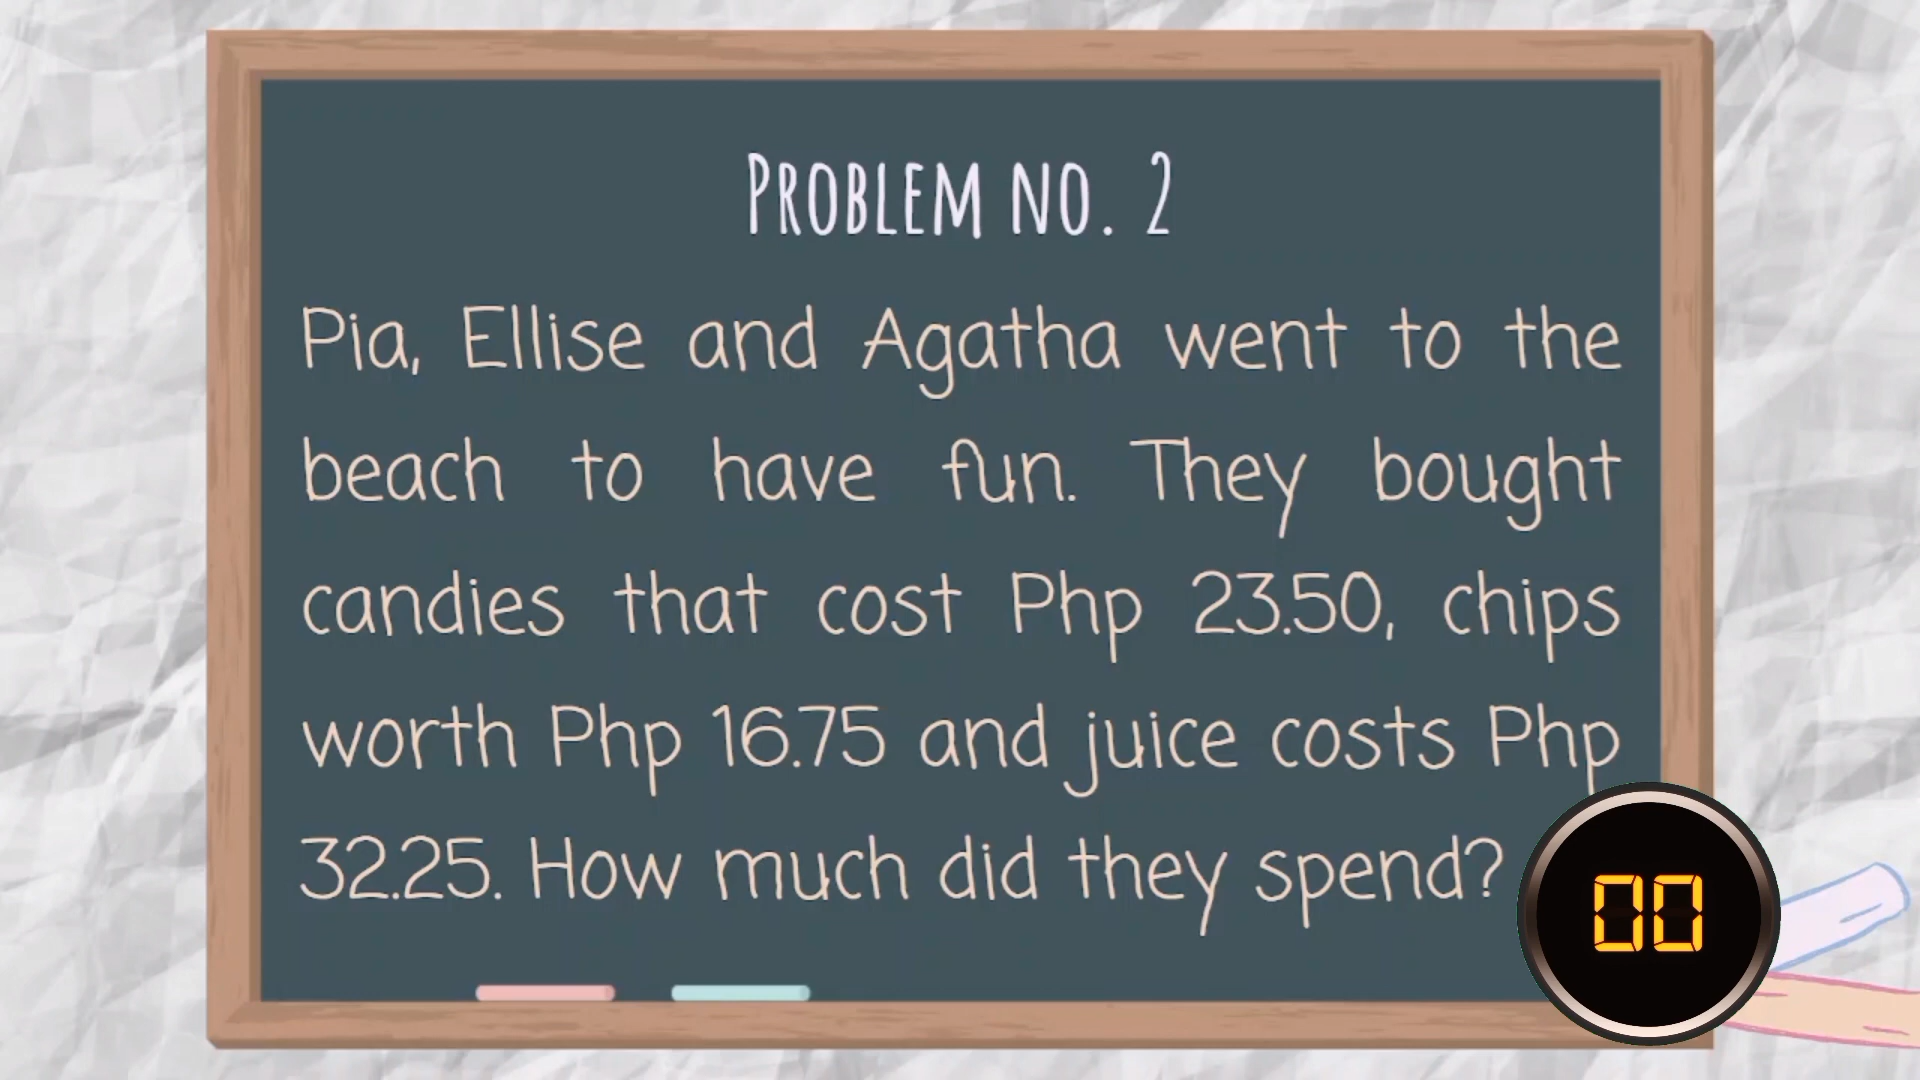 PROBLEM NO. 2
Pia, Ellise and Agatha went to the
beach to have fun. They bought
candies that cost Php 23.50, chips
worth Php 16.75 and juice costs Php
32.25. How much did they spend?
00